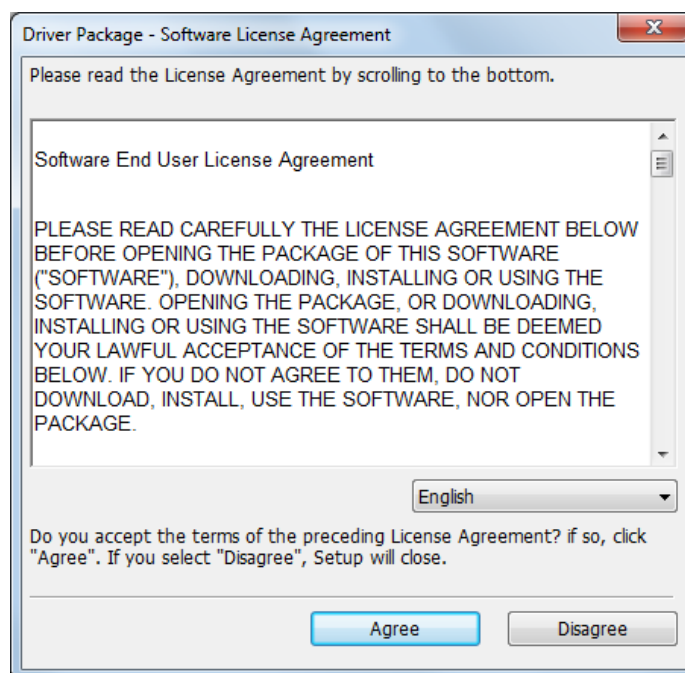 Driver Package - Software License Agreement
Please read the License Agreement by scrolling to the bottom.
Software End User License Agreement
PLEASE READ CAREFULLY THE LICENSE AGREEMENT BELOW
BEFORE OPENING THE PACKAGE OF THIS SOFTWARE
("SOFTWARE"), DOWNLOADING, INSTALLING OR USING THE
SOFTWARE. OPENING THE PACKAGE, OR DOWNLOADING,
INSTALLING OR USING THE SOFTWARE SHALL BE DEEMED
YOUR LAWFUL ACCEPTANCE OF THE TERMS AND CONDITIONS
BELOW. IF YOU DO NOT AGREE TO THEM, DO NOT
DOWNLOAD, INSTALL, USE THE SOFTWARE, NOR OPEN THE
PACKAGE.
English
Do you accept the terms of the preceding License Agreement? if so, click
"Agree". If you select "Disagree", Setup will close.
Agree Disagree